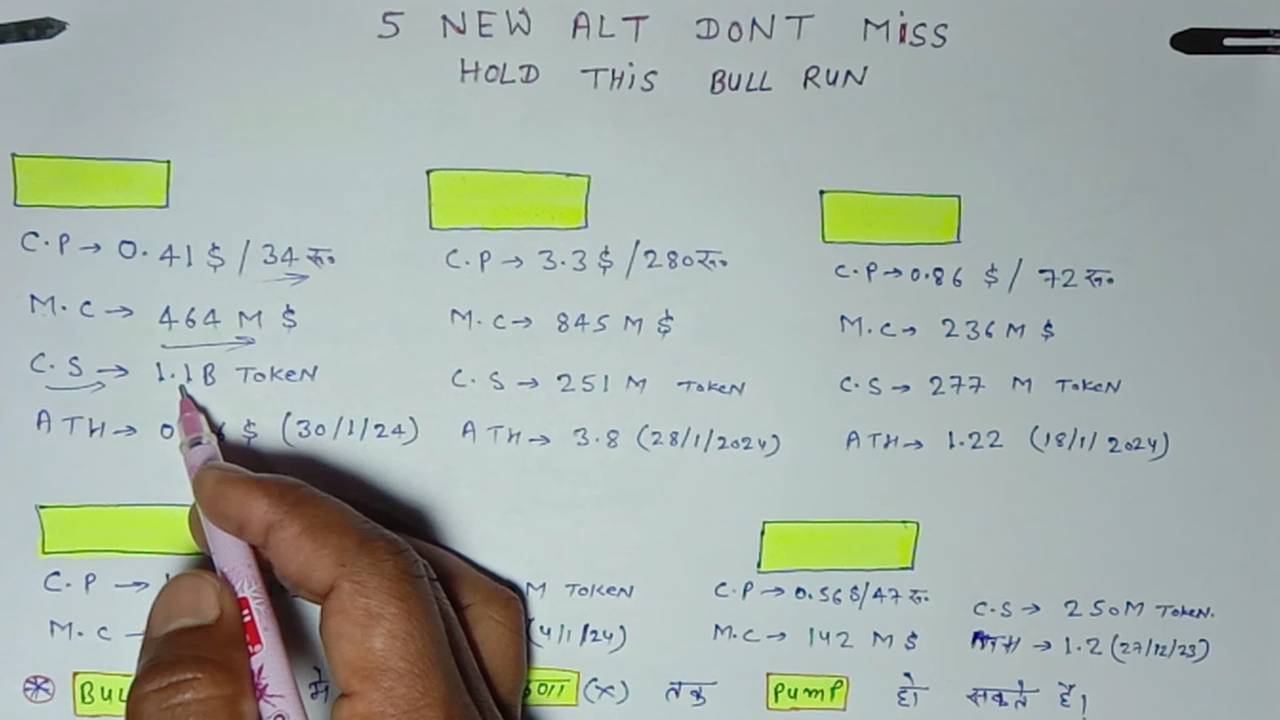 5 NEW ALT DONT MiSS
HOLD THiS BULL RUN
C.P → 0.41 $ / 34 रू॰
M.C → 464 M $
C.S → 1.1B TOKEN
ATH → $ (30/1/24)
C.P → 3.3 $ / 280 रू॰
M.C → 845 M $
C.S → 251 M TOKEN
ATH → 3.8 (28/1/2024)
C.P → 0.86 $ / 72 रू॰
M.C → 236 M $
C.S → 277 M TOKEN
ATH → 1.22 (18/1/2024)
C.P →
M.C
M TOKEN
(4/1/24)
C.P → 0.56 $/47 रू॰
M.C → 142 M $
C.S → 250M TOKEN.
ATH → 1.2 (27/12/23)
में (x) तक PUMP हो सकते हैं।